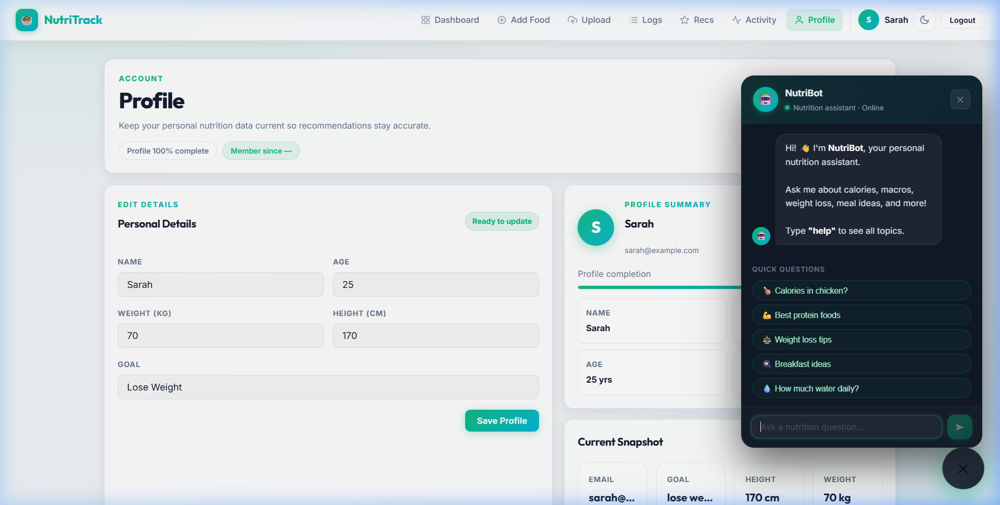 NutriTrack
Dashboard
Add Food
Upload
Logs
Recs
Activity
Profile
S
Sarah
Logout
ACCOUNT
Profile
Keep your personal nutrition data current so recommendations stay accurate.
Profile 100% complete
Member since —
EDIT DETAILS
Personal Details
Ready to update
NAME
Sarah
AGE
25
WEIGHT (KG)
70
HEIGHT (CM)
170
GOAL
Lose Weight
Save Profile
PROFILE SUMMARY
S
Sarah
sarah@example.com
Profile completion
NAME
Sarah
AGE
25 yrs
Current Snapshot
EMAIL
sarah@...
GOAL
lose we...
HEIGHT
170 cm
WEIGHT
70 kg
NutriBot
Nutrition assistant · Online
Hi! 👋 I'm NutriBot, your personal
nutrition assistant.
Ask me about calories, macros,
weight loss, meal ideas, and more!
Type "help" to see all topics.
QUICK QUESTIONS
🍗 Calories in chicken?
💪 Best protein foods
⚖️ Weight loss tips
🍳 Breakfast ideas
💧 How much water daily?
Ask a nutrition question...